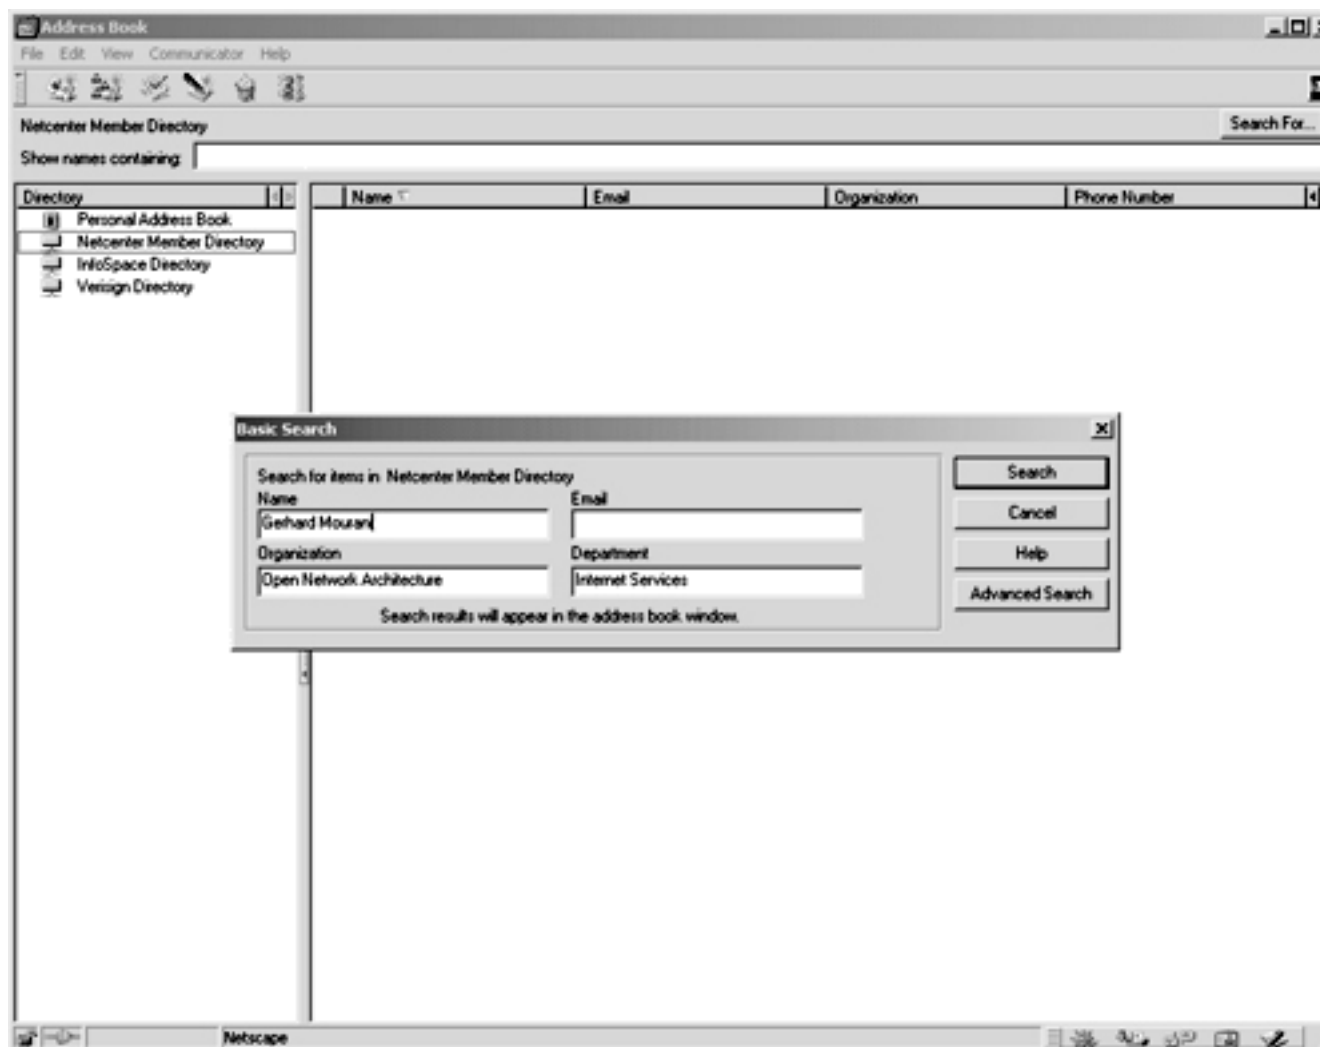 Address Book
File Edit View Communicator Help
Netcenter Member Directory
Search For...
Show names containing:
Directory Name Email Organization Phone Number
Personal Address Book
Netcenter Member Directory
InfoSpace Directory
Verisign Directory
Basic Search
Search for items in Netcenter Member Directory
Name Email
Gerhard Mourani
Organization Department
Open Network Architecture Internet Services
Search results will appear in the address book window.
Search
Cancel
Help
Advanced Search
Netscape